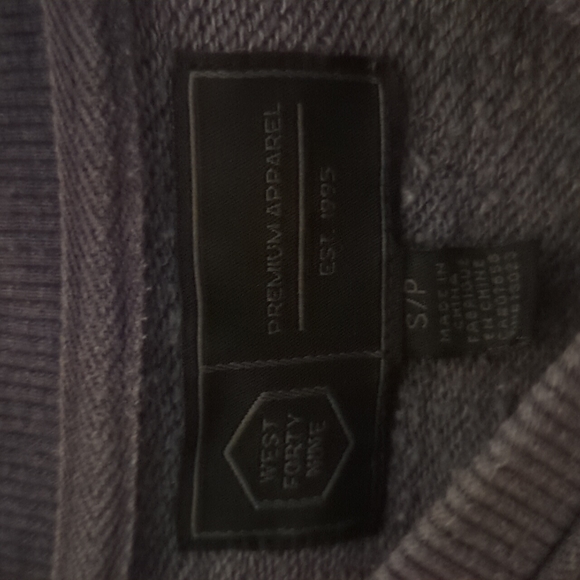 WEST
FORTY
NINE
PREMIUM APPAREL
EST. 1995
S/P
MADE IN
CHINA
FABRIQUÉ
EN CHINE